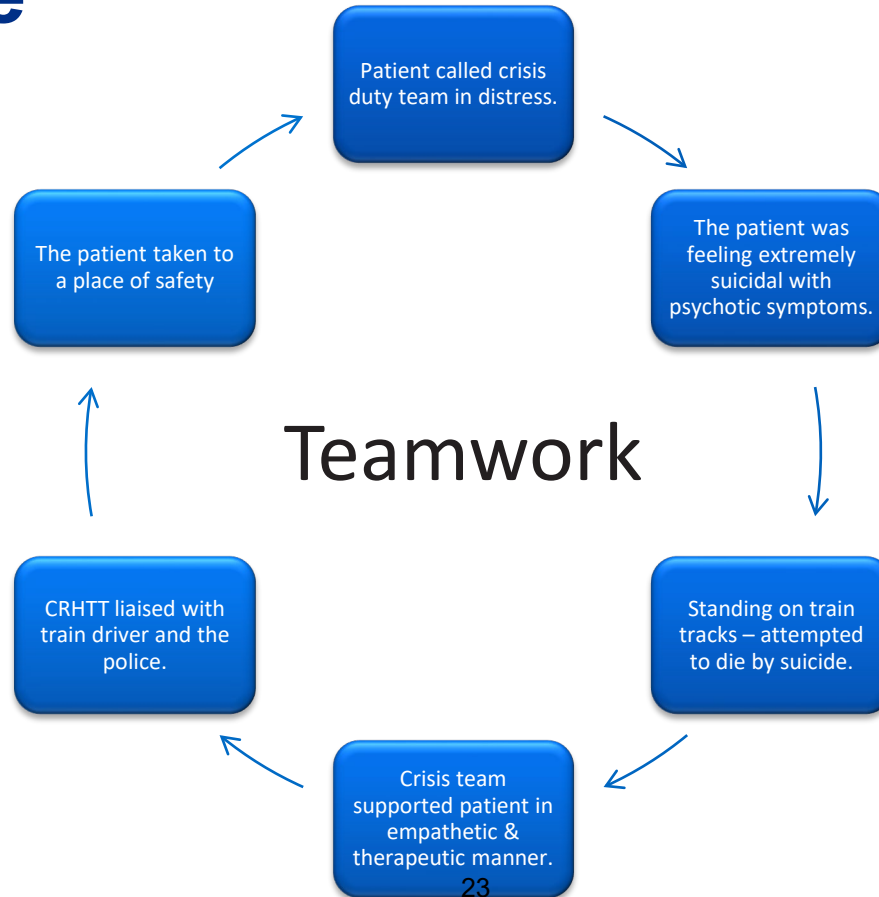 e
Patient called crisis
duty team in distress.
The patient was
feeling extremely
suicidal with
psychotic symptoms.
Standing on train
tracks – attempted
to die by suicide.
Crisis team
supported patient in
empathetic &
therapeutic manner.
CRHTT liaised with
train driver and the
police.
The patient taken to
a place of safety
Teamwork
23